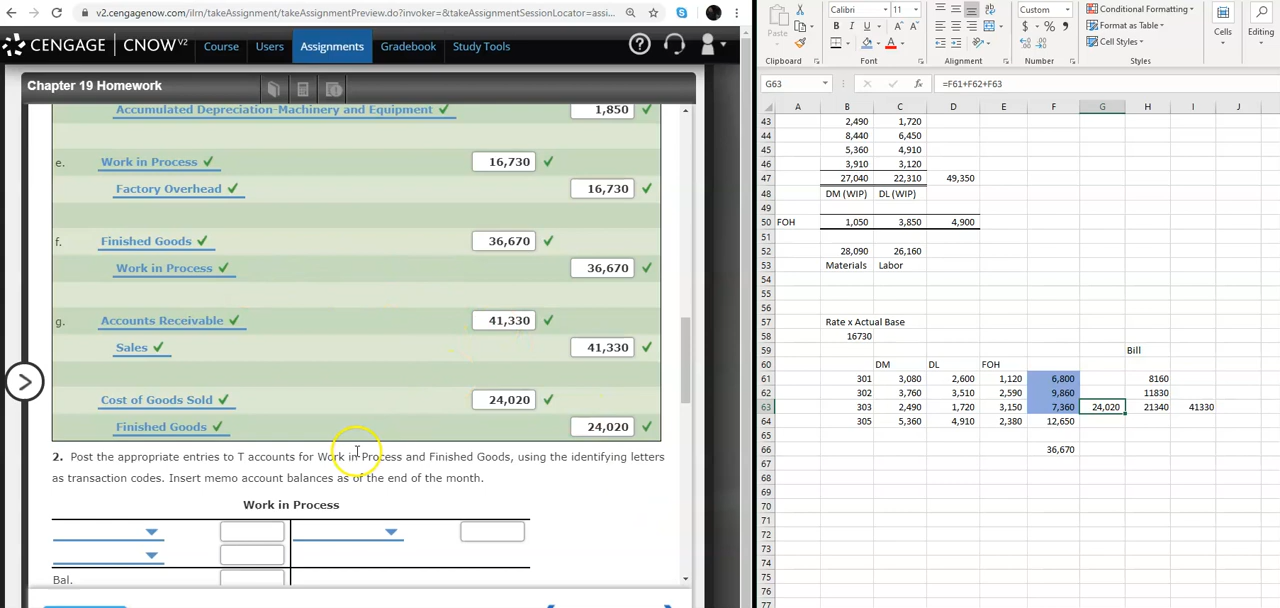 v2.cengagenow.com/ilrn/takeAssignment/takeAssignmentPreview.do?invoker=&takeAssignmentSessionLocator=assi...
CENGAGE | CNOWv2 Course Users Assignments Gradebook Study Tools
Chapter 19 Homework
Accumulated Depreciation-Machinery and Equipment 1,850
e. Work in Process 16,730
Factory Overhead 16,730
f. Finished Goods 36,670
Work in Process 36,670
g. Accounts Receivable 41,330
Sales 41,330
Cost of Goods Sold 24,020
Finished Goods 24,020
2. Post the appropriate entries to T accounts for Work in Process and Finished Goods, using the identifying letters
as transaction codes. Insert memo account balances as of the end of the month.
Work in Process
Bal.
Paste
Calibri 11
B I U
Custom
$ % ,
Conditional Formatting
Format as Table
Cell Styles
Cells
Editing
Clipboard Font Alignment Number Styles
G63 fx =F61+F62+F63
A B C D E F G H I J
43 2,490 1,720
44 8,440 6,450
45 5,360 4,910
46 3,910 3,120
47 27,040 22,310 49,350
48 DM (WIP) DL (WIP)
49
50 FOH 1,050 3,850 4,900
51
52 28,090 26,160
53 Materials Labor
54
55
56
57 Rate x Actual Base
58 16730
59 Bill
60 DM DL FOH
61 301 3,080 2,600 1,120 6,800 8160
62 302 3,760 3,510 2,590 9,860 11830
63 303 2,490 1,720 3,150 7,360 24,020 21340 41330
64 305 5,360 4,910 2,380 12,650
65
66 36,670
67
68
69
70
71
72
73
74
75
76
77